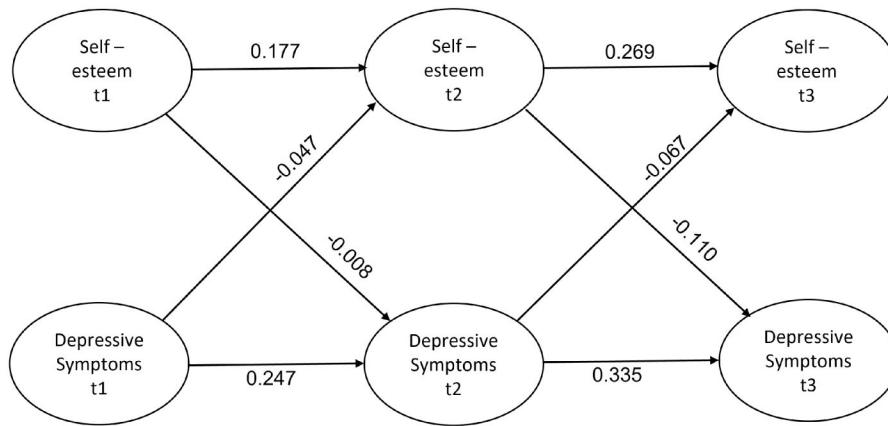 Self –
esteem
t1
0.177
Self –
esteem
t2
0.269
Self –
esteem
t3
-0.047
-0.008
-0.067
-0.110
Depressive
Symptoms
t1
0.247
Depressive
Symptoms
t2
0.335
Depressive
Symptoms
t3